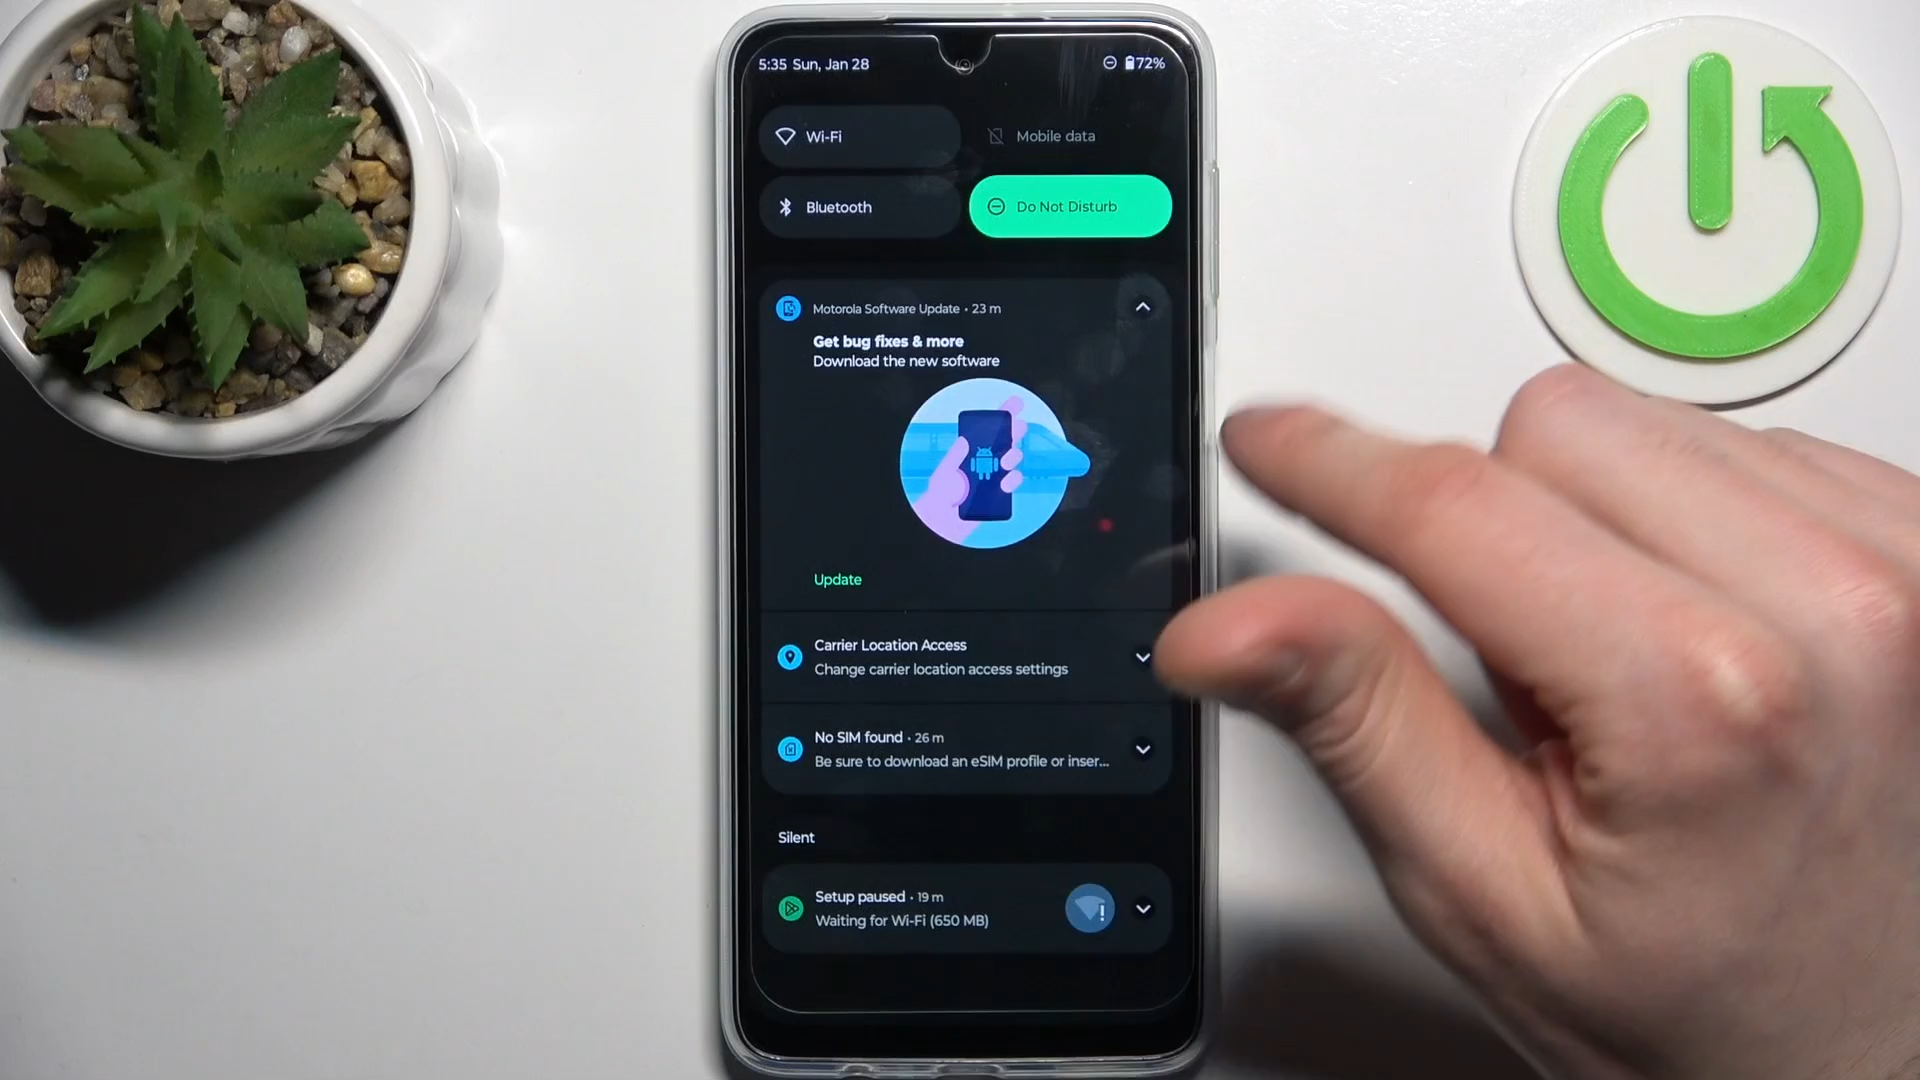 5:35 Sun, Jan 28
72%
Wi-Fi
Mobile data
Bluetooth
Do Not Disturb
Motorola Software Update • 23 m
Get bug fixes & more
Download the new software
Update
Carrier Location Access
Change carrier location access settings
No SIM found • 26 m
Be sure to download an eSIM profile or inser...
Silent
Setup paused • 19 m
Waiting for Wi-Fi (650 MB)